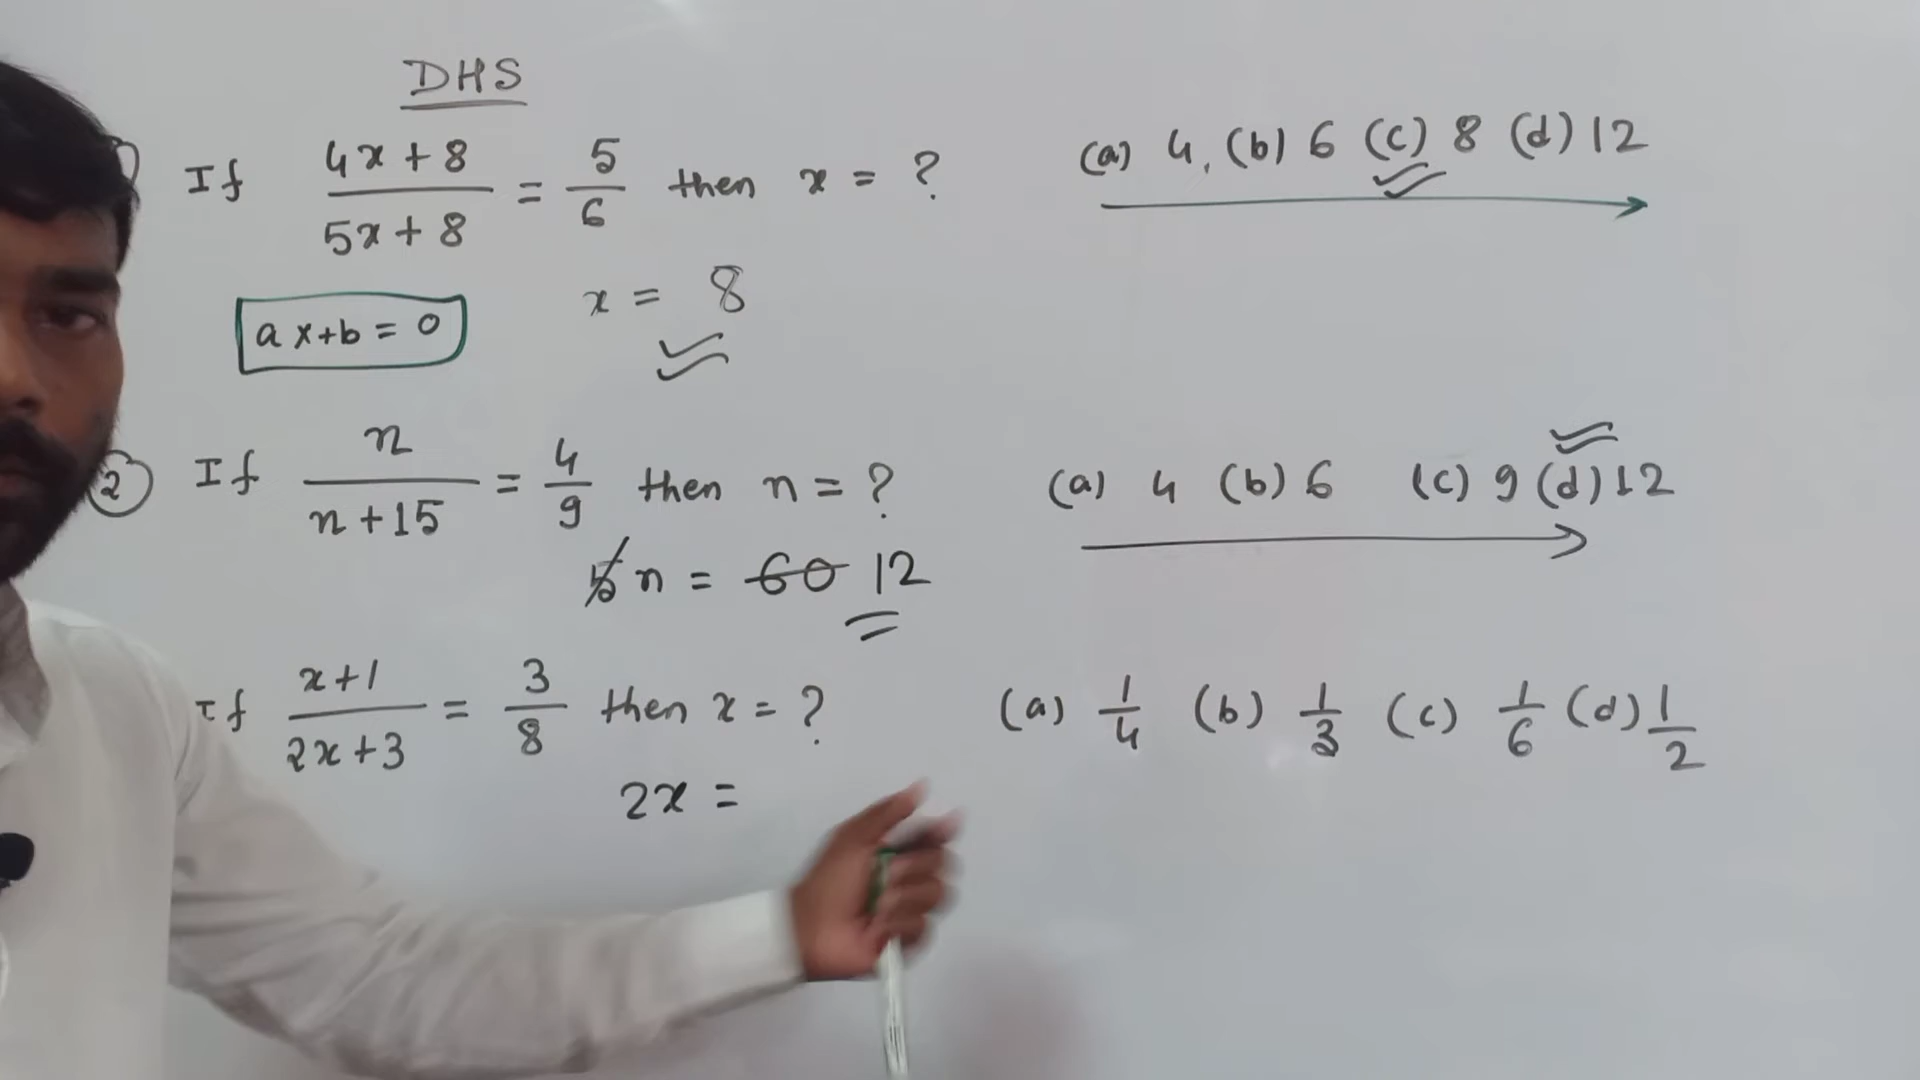 DHS
If (4x+8)/(5x+8) = 5/6 then x = ? (a) 4, (b) 6 (c) 8 (d) 12
ax+b = 0
x = 8
(2) If n/(n+15) = 4/9 then n = ? (a) 4 (b) 6 (c) 9 (d) 12
5n = 60 12
If (x+1)/(2x+3) = 3/8 then x = ? (a) 1/4 (b) 1/3 (c) 1/6 (d) 1/2
2x =